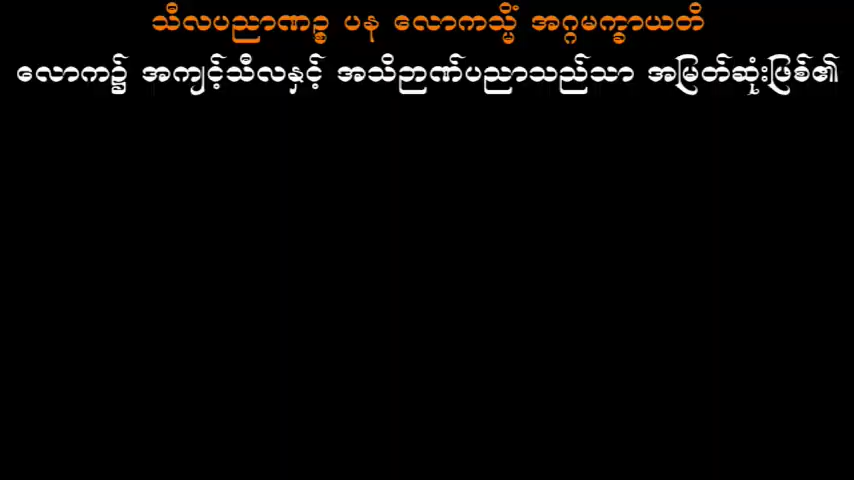 သီလပညာဏဉ္စ ပန လောကသ္မိံ အဂ္ဂမက္ခာယတိ
လောက၌ အကျင့်သီလနှင့် အသိဉာဏ်ပညာသည်သာ အမြတ်ဆုံးဖြစ်၏